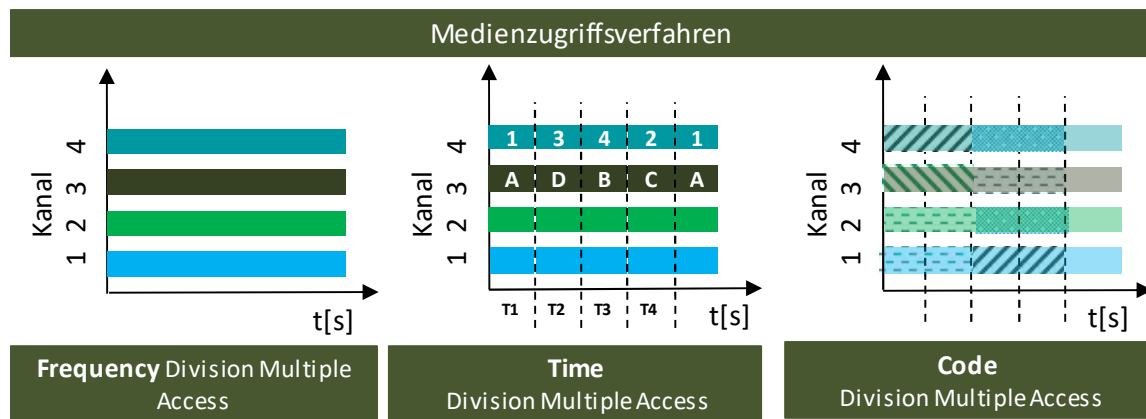 Medienzugriffsverfahren
Kanal
4
3
2
1
t[s]
Frequency Division Multiple
Access
Kanal
4
1 3 4 2 1
3
A D B C A
2
1
T1 T2 T3 T4
t[s]
Time
Division Multiple Access
Kanal
4
3
2
1
t[s]
Code
Division Multiple Access